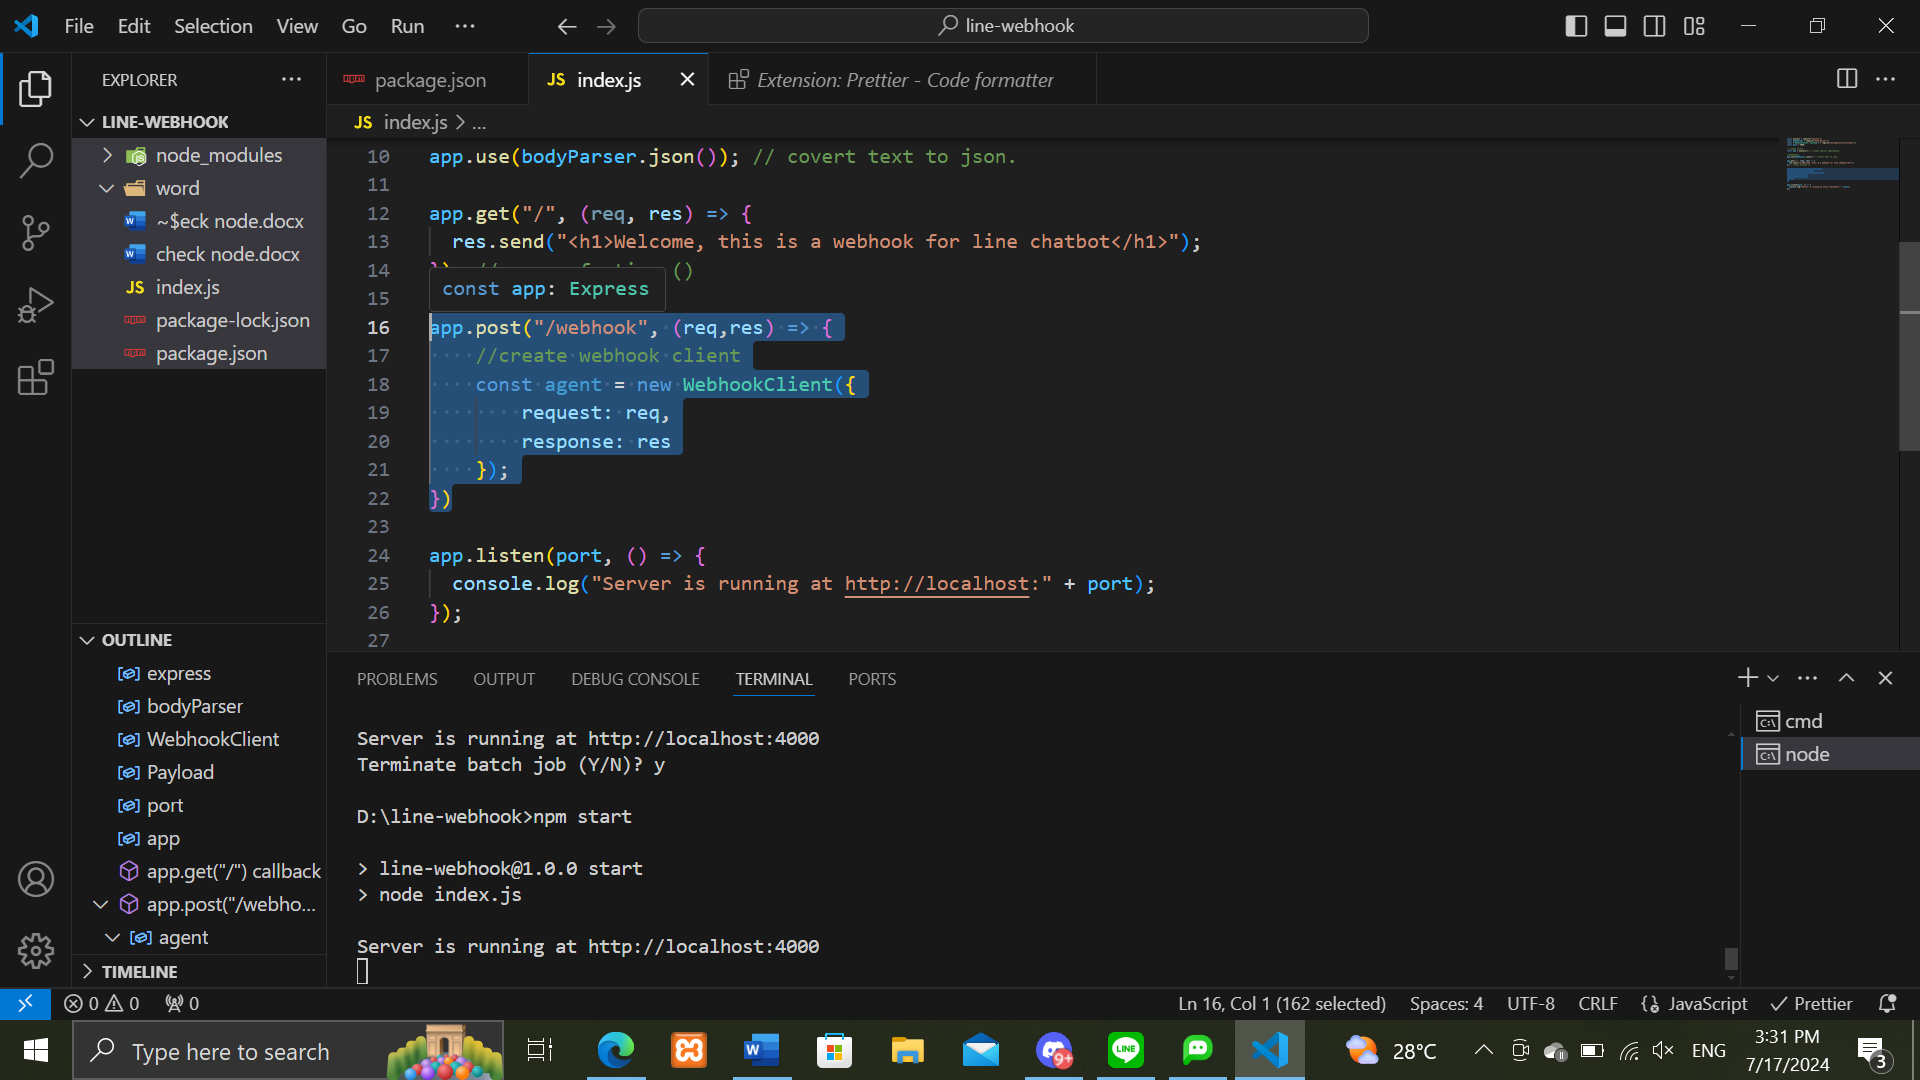 File Edit Selection View Go Run ...
line-webhook
EXPLORER
LINE-WEBHOOK
node_modules
word
~$eck node.docx
check node.docx
index.js
package-lock.json
package.json
OUTLINE
express
bodyParser
WebhookClient
Payload
port
app
app.get("/") callback
app.post("/webho...
agent
TIMELINE
package.json
JS index.js
Extension: Prettier - Code formatter
JS index.js > ...
10 app.use(bodyParser.json()); // covert text to json.
11
12 app.get("/", (req, res) => {
13 res.send("<h1>Welcome, this is a webhook for line chatbot</h1>");
14 ()
const app: Express
15
16 app.post("/webhook", (req,res) => {
17 //create webhook client
18 const agent = new WebhookClient({
19 request: req,
20 response: res
21 });
22 })
23
24 app.listen(port, () => {
25 console.log("Server is running at http://localhost:" + port);
26 });
27
PROBLEMS OUTPUT DEBUG CONSOLE TERMINAL PORTS
Server is running at http://localhost:4000
Terminate batch job (Y/N)? y
D:\line-webhook>npm start
> line-webhook@1.0.0 start
> node index.js
Server is running at http://localhost:4000
cmd
node
0 0 0
Ln 16, Col 1 (162 selected) Spaces: 4 UTF-8 CRLF {} JavaScript Prettier
Type here to search
9+
LINE
28°C
ENG
3:31 PM
7/17/2024
3